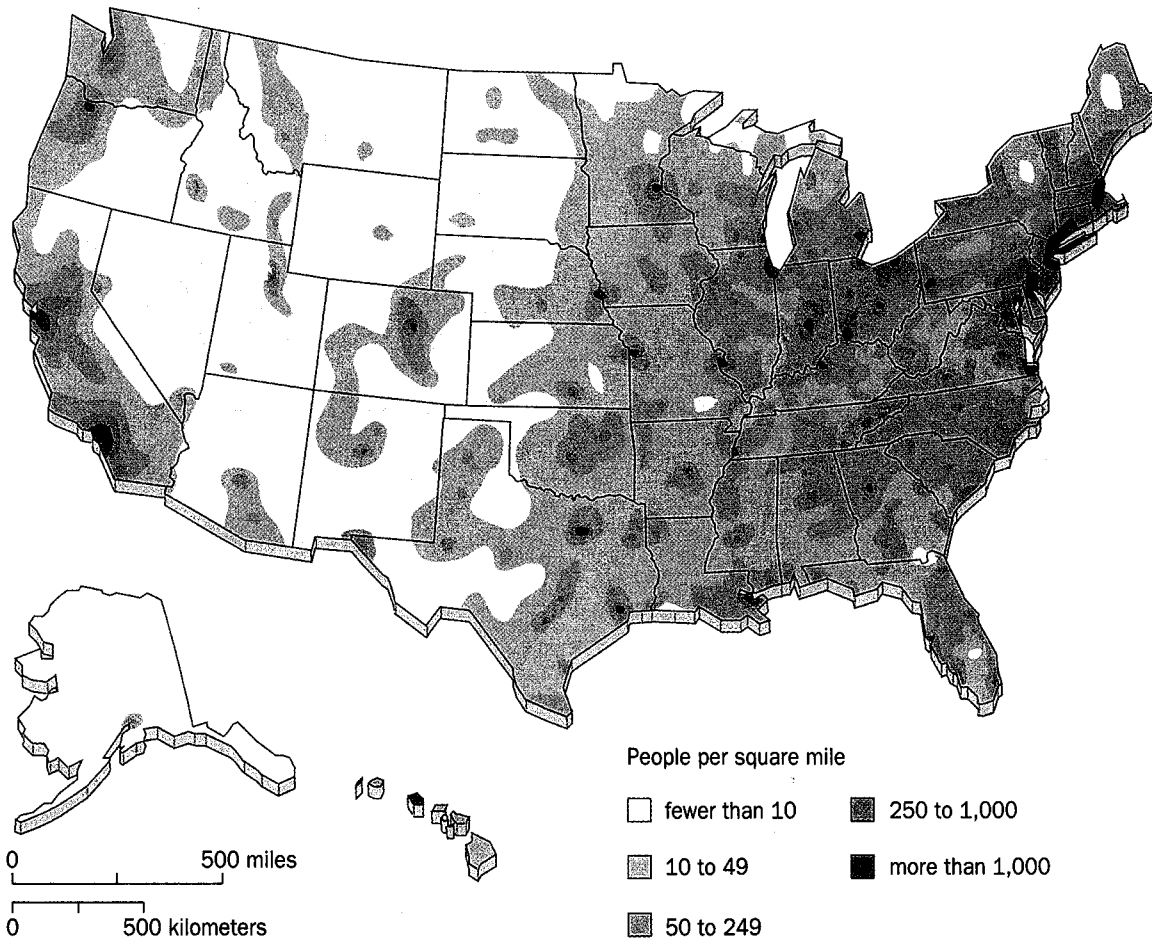 People per square mile
fewer than 10
250 to 1,000
10 to 49
more than 1,000
50 to 249
0 500 miles
0 500 kilometers